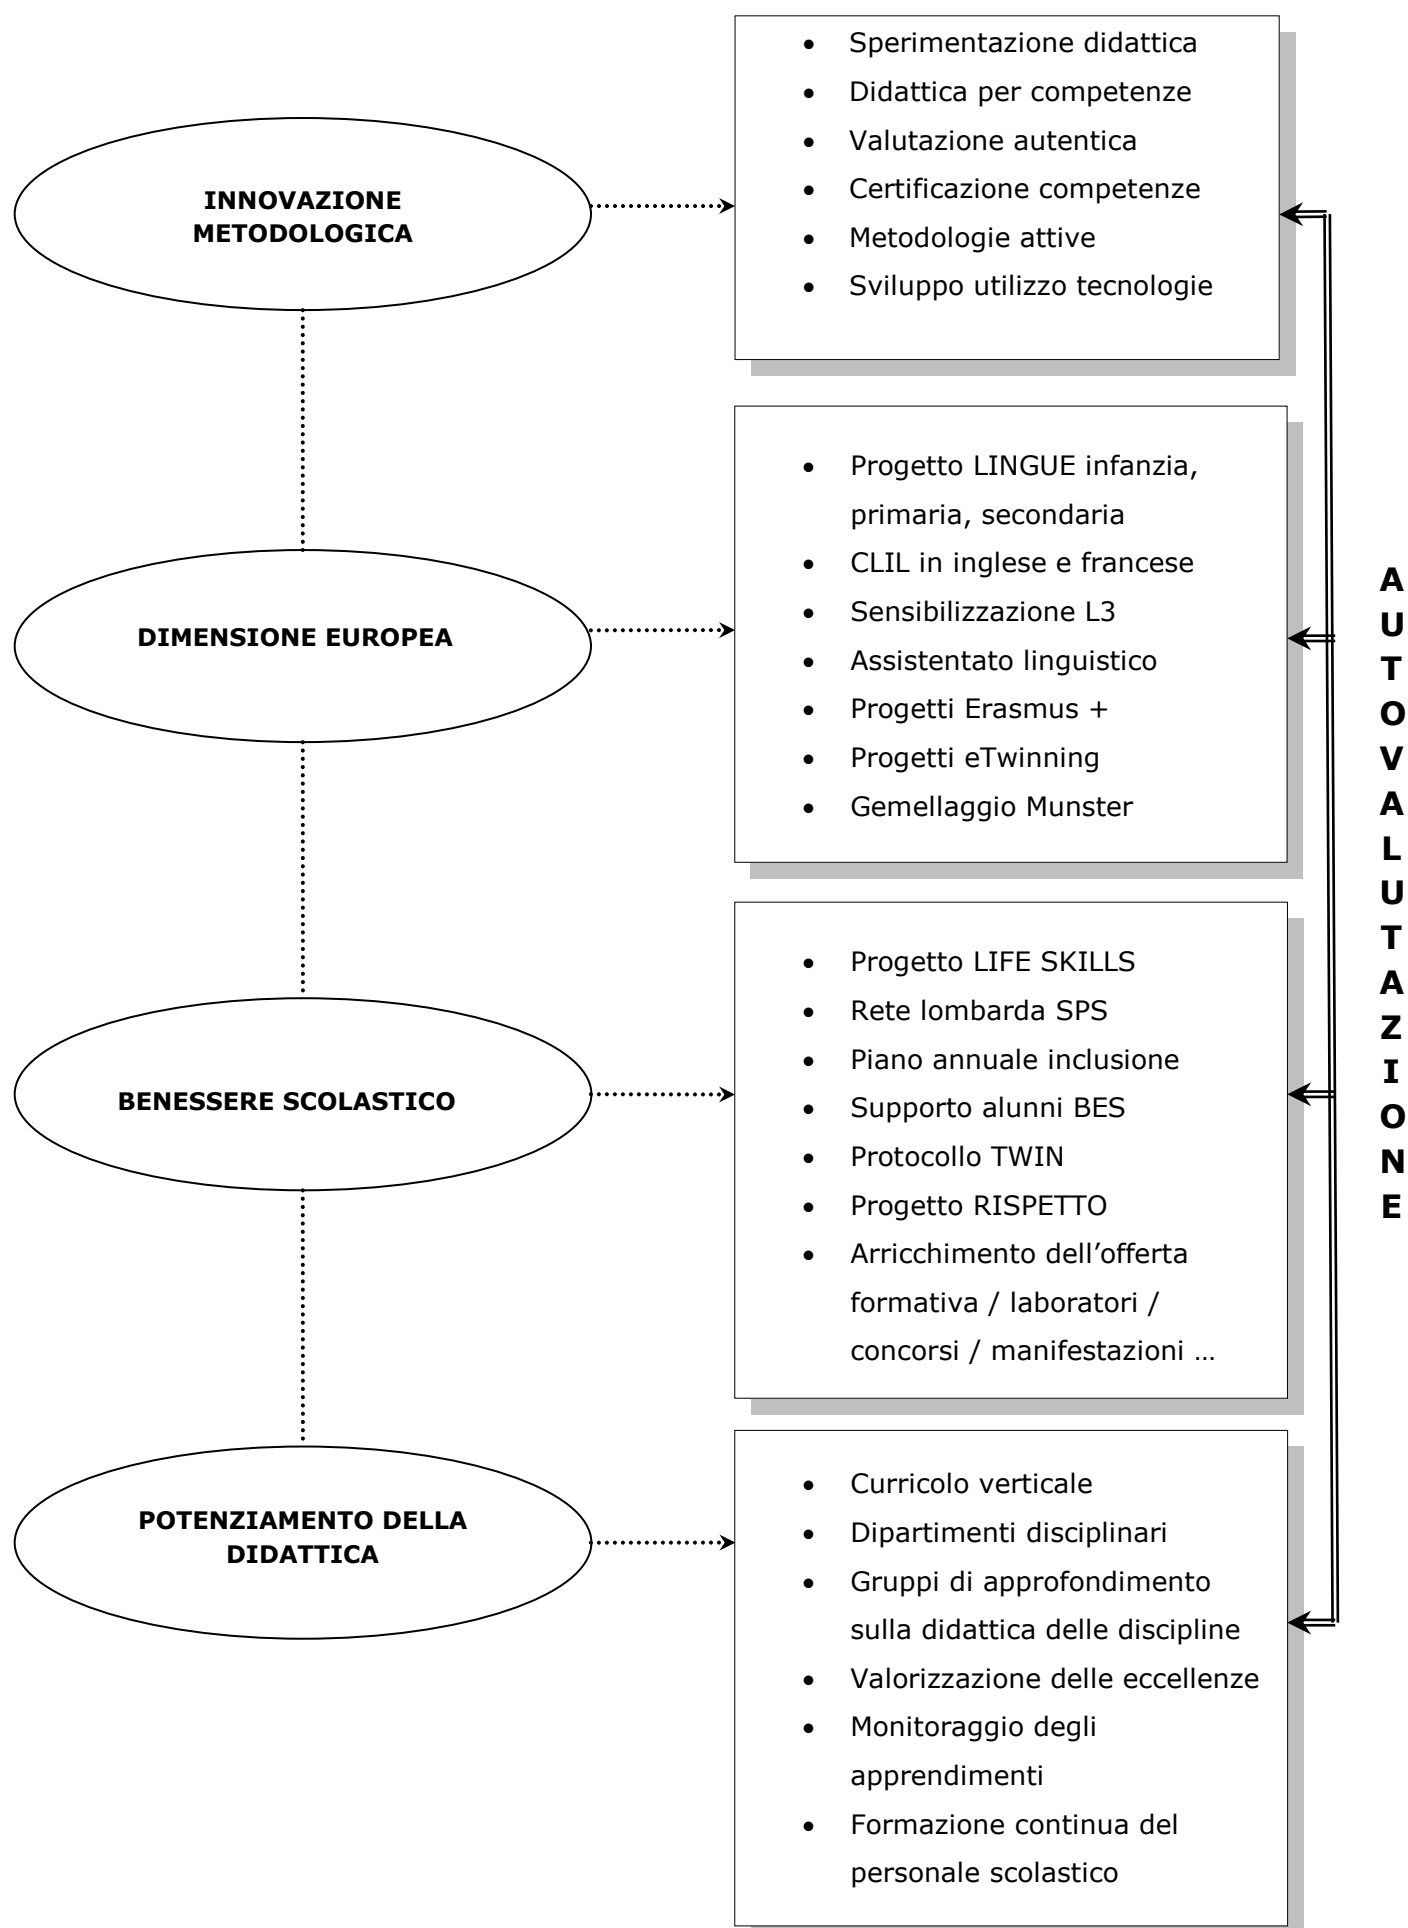 INNOVAZIONE
METODOLOGICA
• Sperimentazione didattica
• Didattica per competenze
• Valutazione autentica
• Certificazione competenze
• Metodologie attive
• Sviluppo utilizzo tecnologie
DIMENSIONE EUROPEA
• Progetto LINGUE infanzia,
primaria, secondaria
• CLIL in inglese e francese
• Sensibilizzazione L3
• Assistentato linguistico
• Progetti Erasmus +
• Progetti eTwinning
• Gemellaggio Munster
BENESSERE SCOLASTICO
• Progetto LIFE SKILLS
• Rete lombarda SPS
• Piano annuale inclusione
• Supporto alunni BES
• Protocollo TWIN
• Progetto RISPETTO
• Arricchimento dell’offerta
formativa / laboratori /
concorsi / manifestazioni …
POTENZIAMENTO DELLA
DIDATTICA
• Curricolo verticale
• Dipartimenti disciplinari
• Gruppi di approfondimento
sulla didattica delle discipline
• Valorizzazione delle eccellenze
• Monitoraggio degli
apprendimenti
• Formazione continua del
personale scolastico
A
U
T
O
V
A
L
U
T
A
Z
I
O
N
E